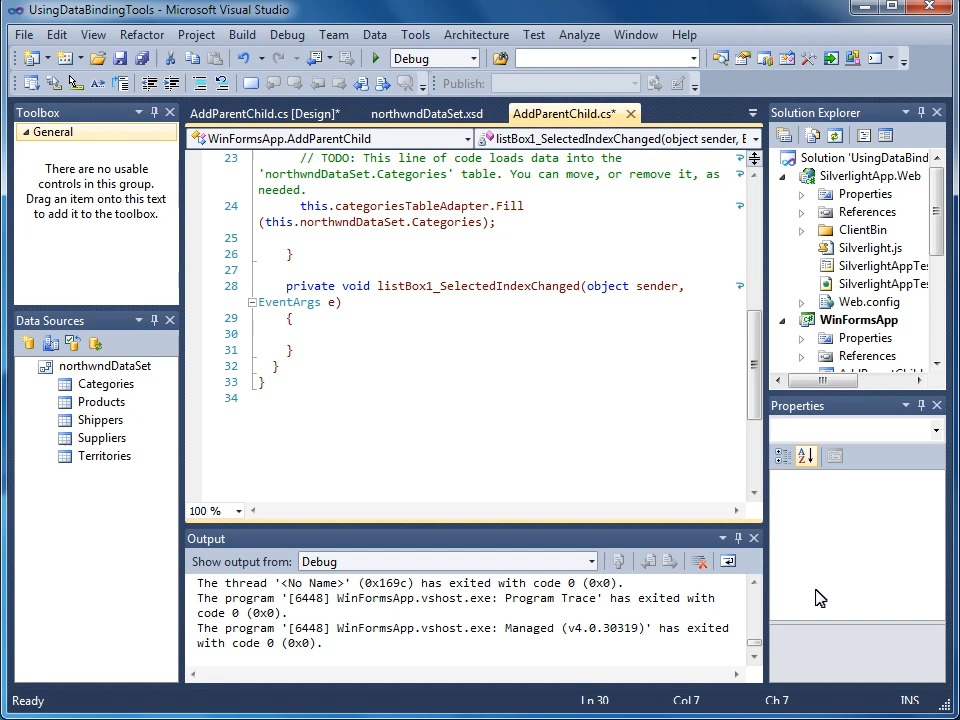 UsingDataBindingTools - Microsoft Visual Studio
File Edit View Refactor Project Build Debug Team Data Tools Architecture Test Analyze Window Help
Debug
Publish:
Toolbox
General
There are no usable
controls in this group.
Drag an item onto this text
to add it to the toolbox.
Data Sources
northwndDataSet
Categories
Products
Shippers
Suppliers
Territories
AddParentChild.cs [Design]* northwndDataSet.xsd AddParentChild.cs*
WinFormsApp.AddParentChild listBox1_SelectedIndexChanged(object sender, E
23 // TODO: This line of code loads data into the
'northwndDataSet.Categories' table. You can move, or remove it, as
needed.
24 this.categoriesTableAdapter.Fill
(this.northwndDataSet.Categories);
25
26 }
27
28 private void listBox1_SelectedIndexChanged(object sender,
EventArgs e)
29 {
30
31 }
32 }
33 }
34
100 %
Output
Show output from: Debug
The thread '<No Name>' (0x169c) has exited with code 0 (0x0).
The program '[6448] WinFormsApp.vshost.exe: Program Trace' has exited with
code 0 (0x0).
The program '[6448] WinFormsApp.vshost.exe: Managed (v4.0.30319)' has exited
with code 0 (0x0).
Solution Explorer
Solution 'UsingDataBind
SilverlightApp.Web
Properties
References
ClientBin
Silverlight.js
SilverlightAppTe
SilverlightAppTe
Web.config
WinFormsApp
Properties
References
Properties
Ready Ln 30 Col 7 Ch 7 INS